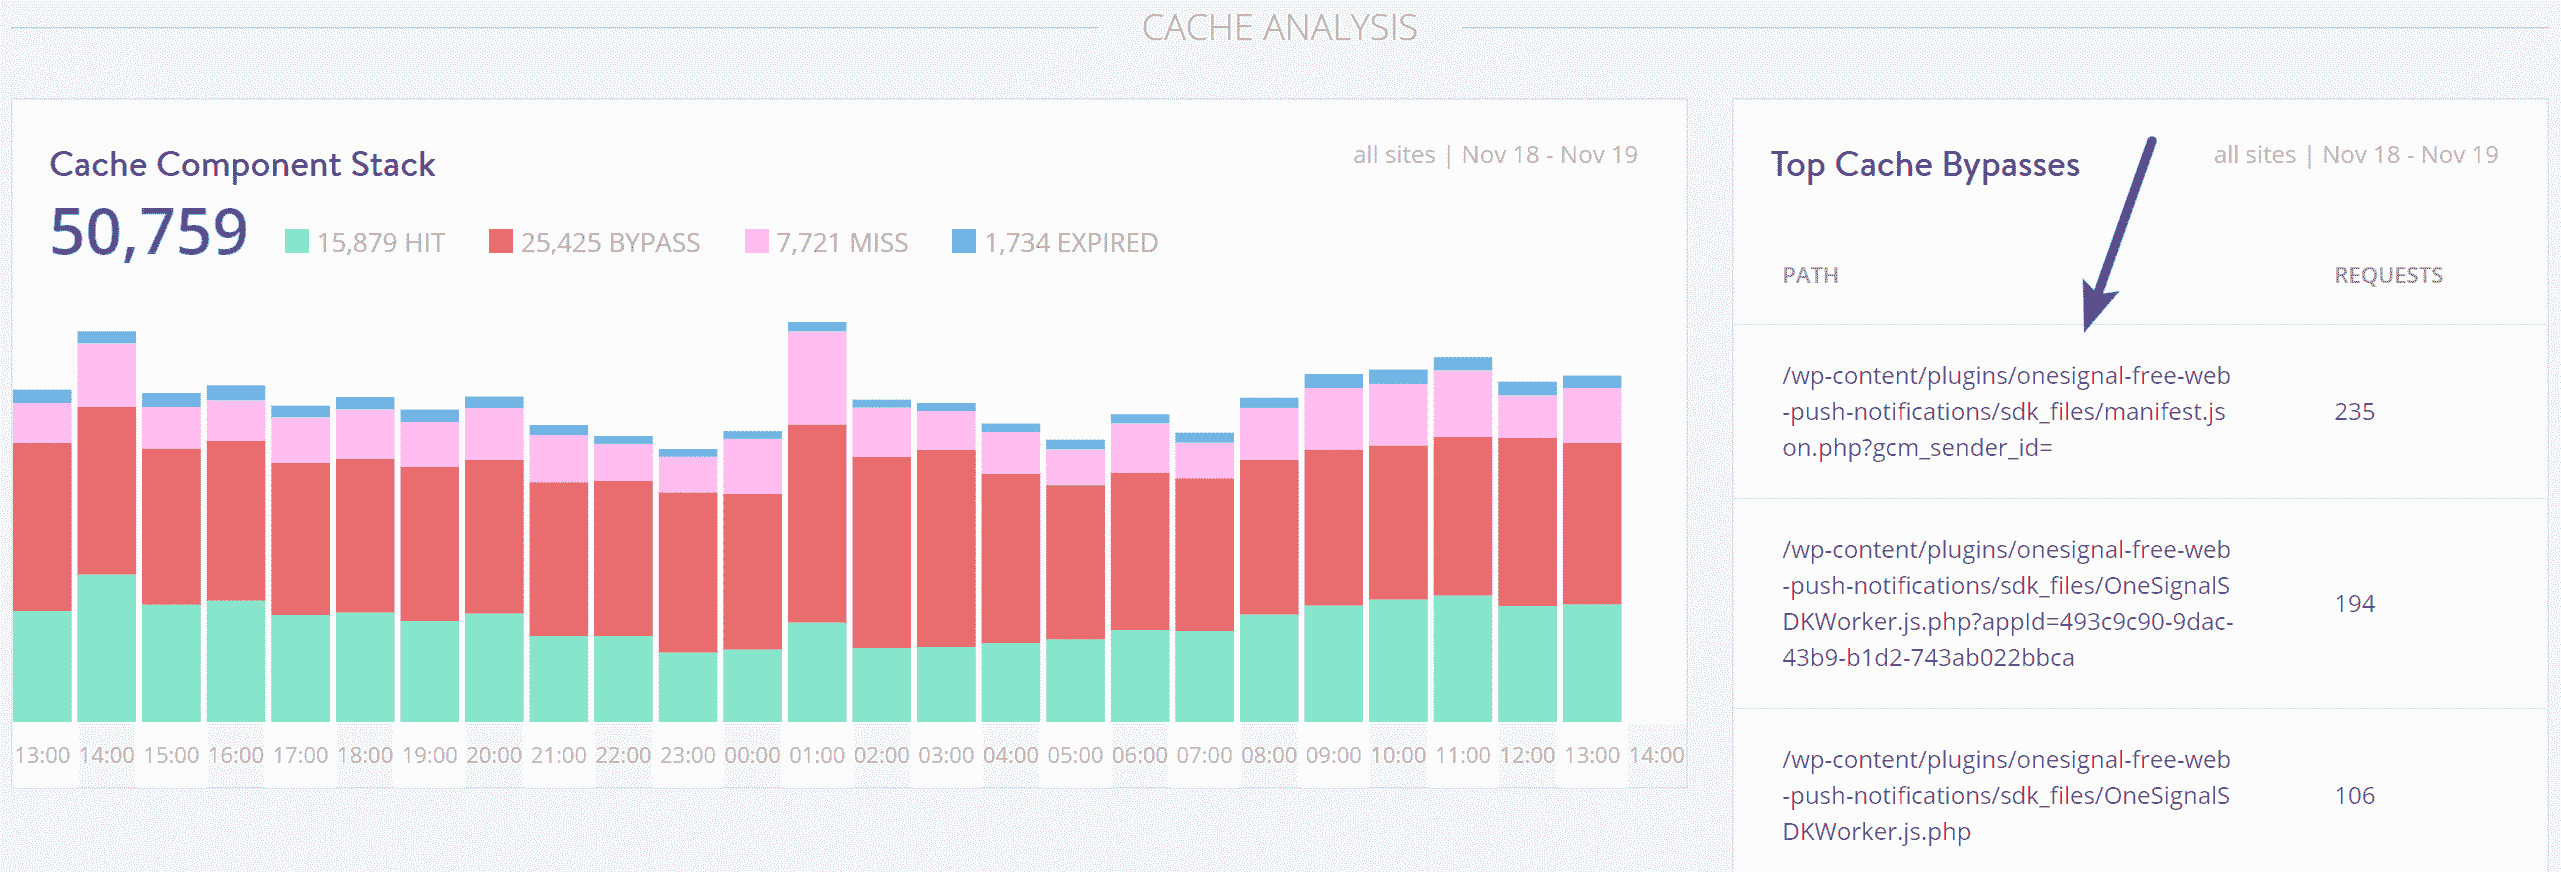 CACHE ANALYSIS
Cache Component Stack
all sites | Nov 18 - Nov 19
50,759
15,879 HIT
25,425 BYPASS
7,721 MISS
1,734 EXPIRED
13:00 14:00 15:00 16:00 17:00 18:00 19:00 20:00 21:00 22:00 23:00 00:00 01:00 02:00 03:00 04:00 05:00 06:00 07:00 08:00 09:00 10:00 11:00 12:00 13:00 14:00
Top Cache Bypasses
all sites | Nov 18 - Nov 19
PATH
REQUESTS
/wp-content/plugins/onesignal-free-web
-push-notifications/sdk_files/manifest.js
on.php?gcm_sender_id=
235
/wp-content/plugins/onesignal-free-web
-push-notifications/sdk_files/OneSignalS
DKWorker.js.php?appId=493c9c90-9dac-
43b9-b1d2-743ab022bbca
194
/wp-content/plugins/onesignal-free-web
-push-notifications/sdk_files/OneSignalS
DKWorker.js.php
106